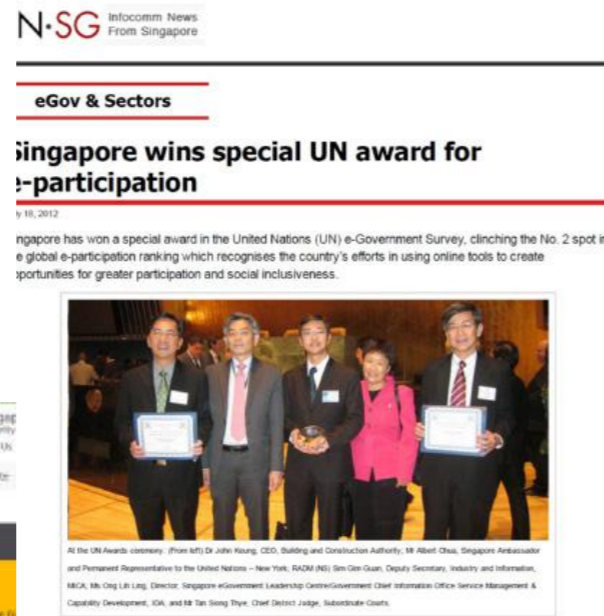 N·SG Infocomm News
From Singapore
eGov & Sectors
Singapore wins special UN award for
e-participation
18, 2012
ngapore has won a special award in the United Nations (UN) e-Government Survey, clinching the No. 2 spot in
e global e-participation ranking which recognises the country's efforts in using online tools to create
portunities for greater participation and social inclusiveness.
At the UN Awards ceremony: (From left) Dr John Keung, CEO, Building and Construction Authority; Mr Albert Chua, Singapore Ambassador
and Permanent Representative to the United Nations – New York; RADM (NS) Sim Gim Guan, Deputy Secretary, Industry and Information,
MICA; Ms Ong Lih Ling, Director, Singapore eGovernment Leadership Centre/Government Chief Information Office Service Management &
Capability Development, IDA; and Mr Tan Siong Thye, Chief District Judge, Subordinate Courts.
Us